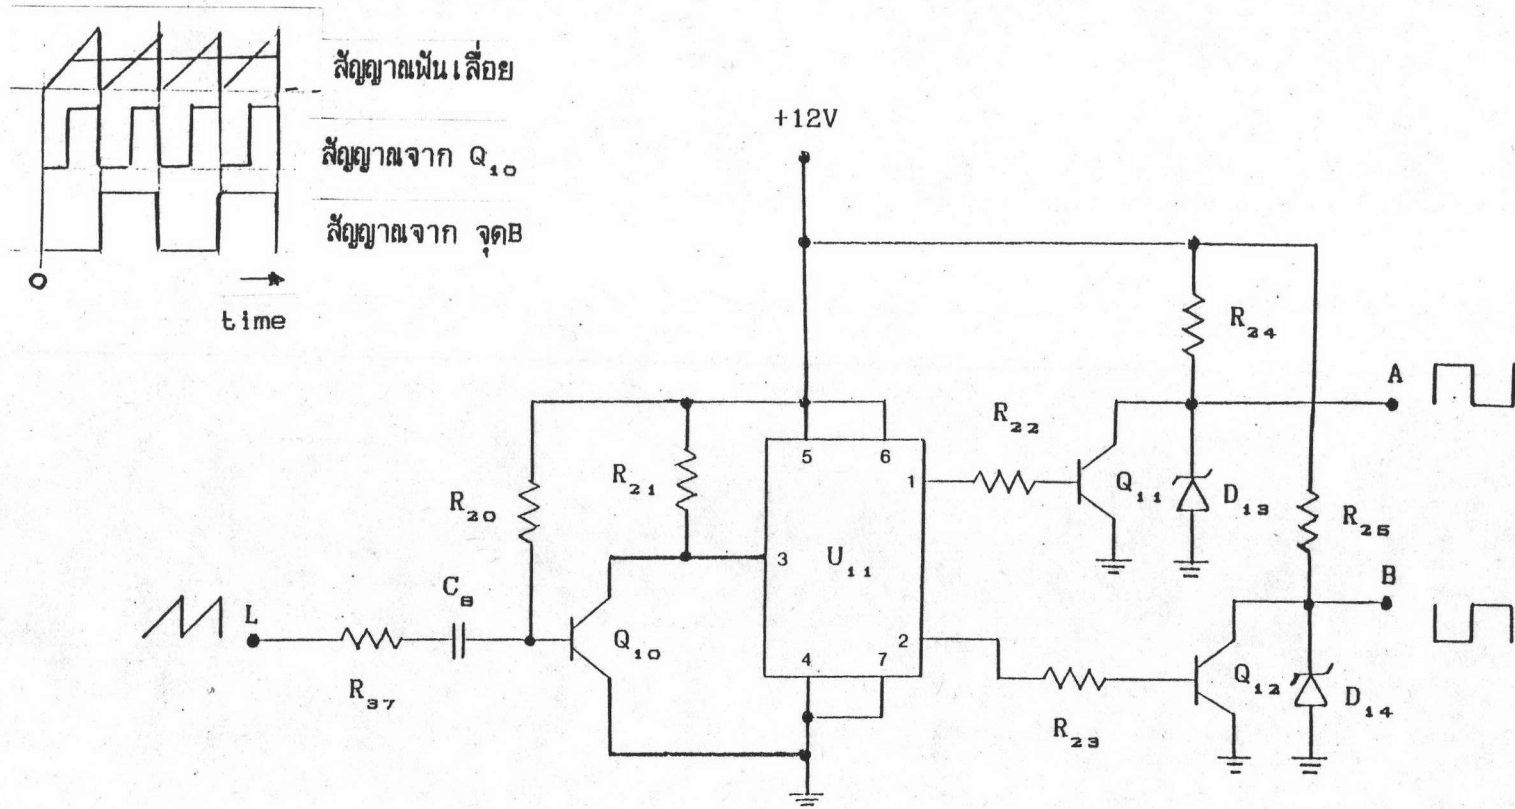 สัญญาณฟันเลื่อย
สัญญาณจาก Q₁₀
สัญญาณจาก จุดB
O
time
+12V
R₂₄
A
R₂₂
5
6
1
Q₁₁
D₁₃
R₂₁
R₂₀
R₂₅
3
U₁₁
B
C₈
L
Q₁₀
2
4
7
Q₁₂
D₁₄
R₃₇
R₂₃